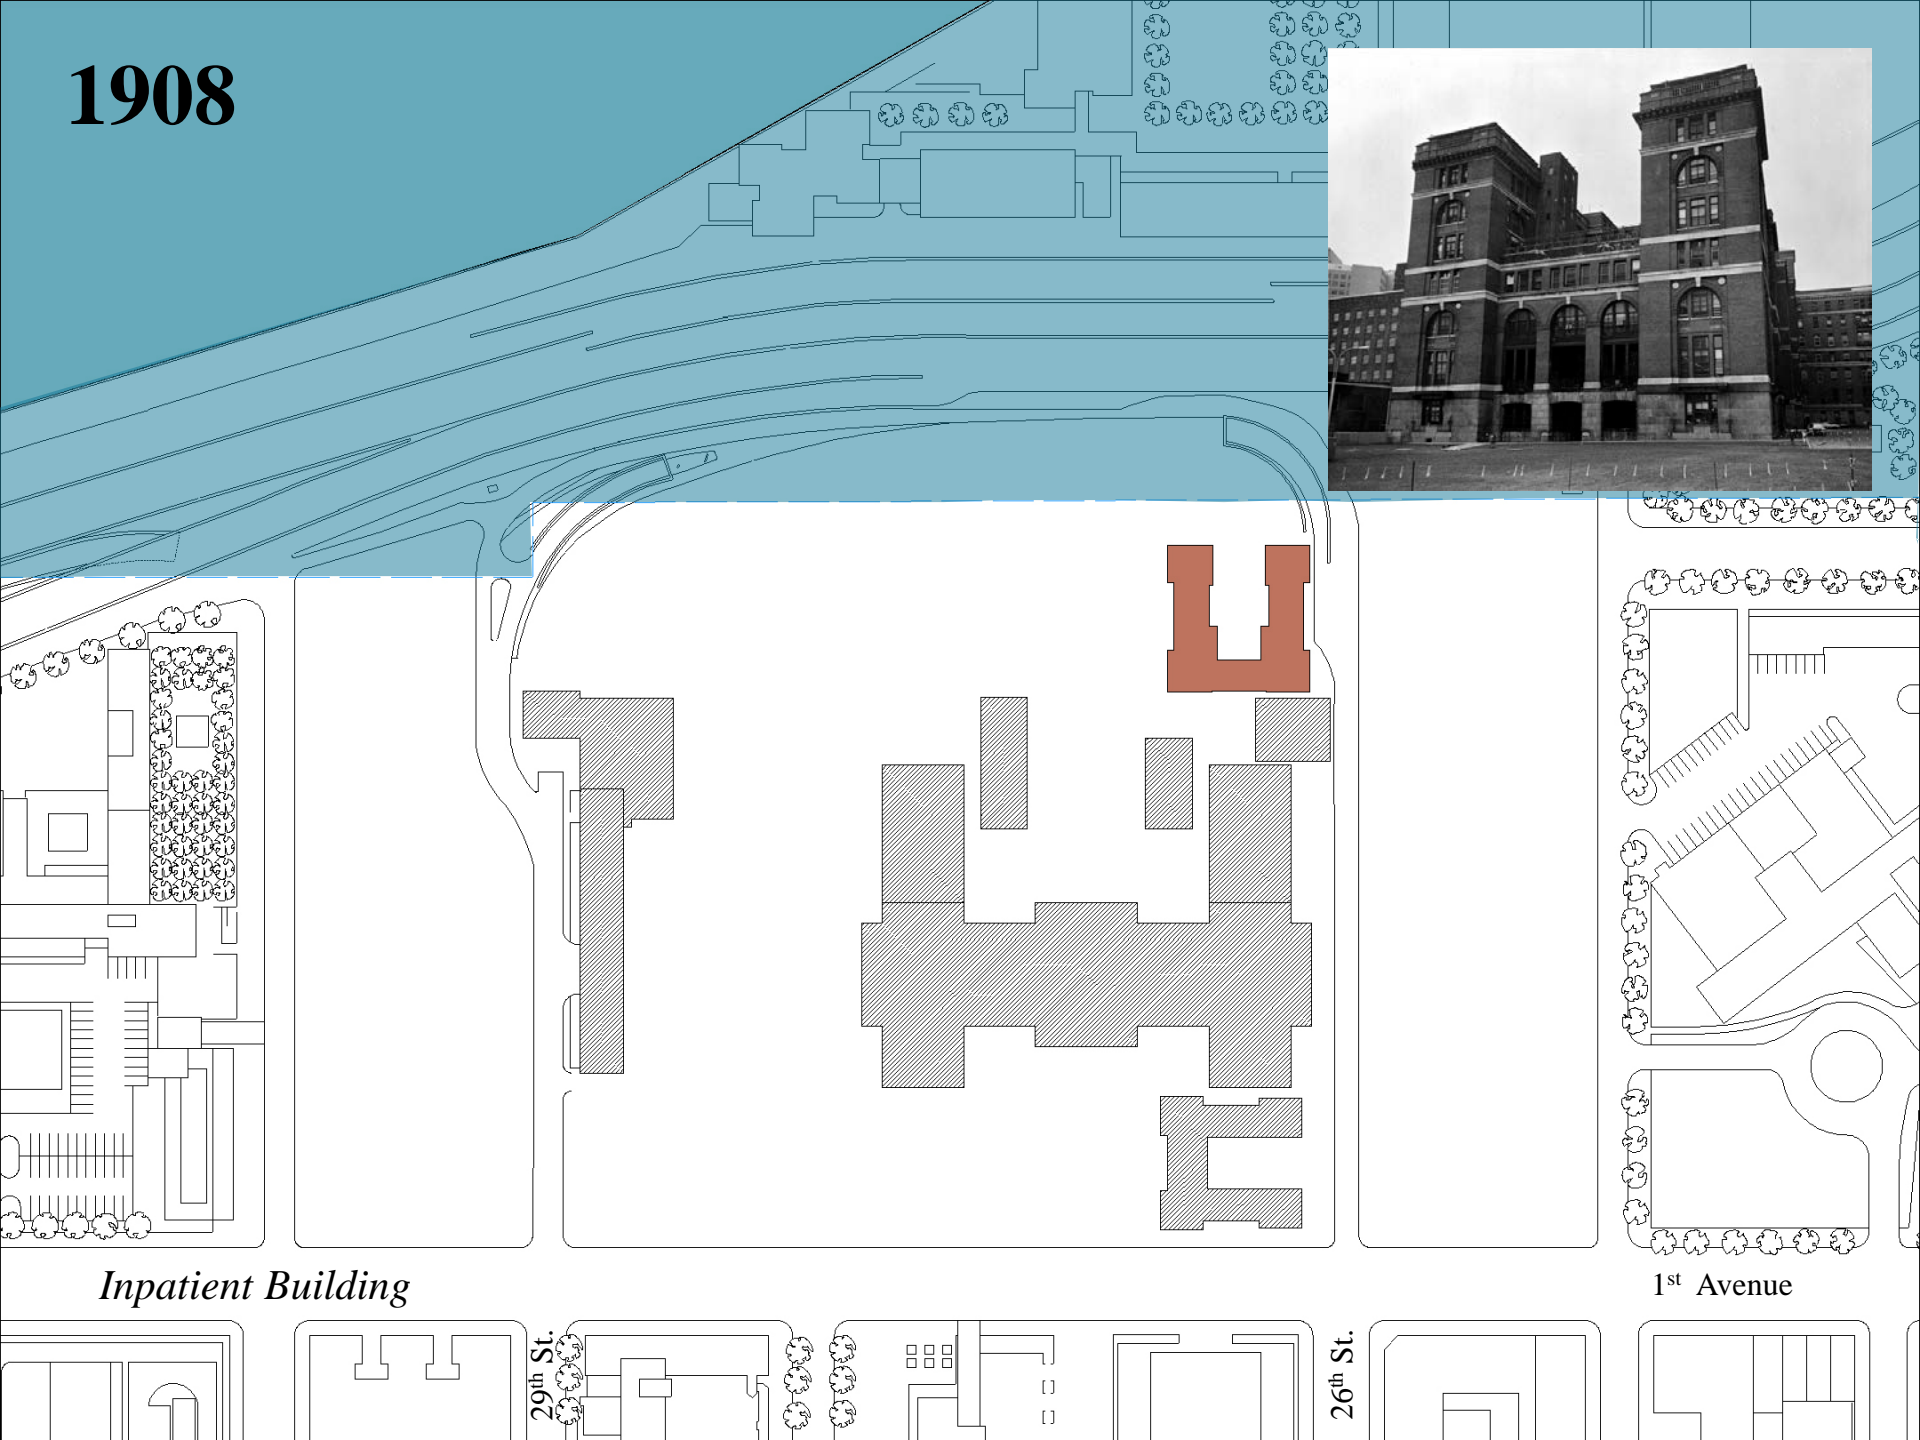 1908
Inpatient Building
1st Avenue
29th St.
26th St.